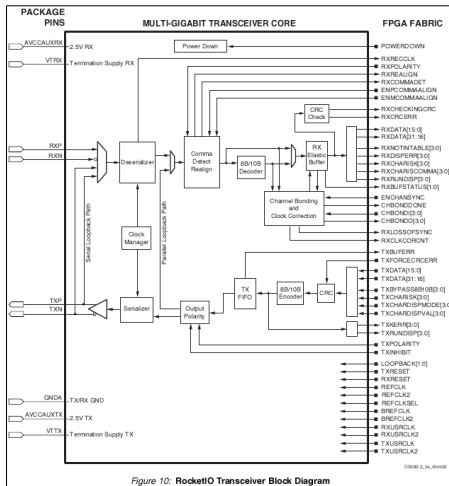 PACKAGE
PINS
MULTI-GIGABIT TRANSCEIVER CORE
FPGA FABRIC
AVCCAUXRX
2.5V RX
VTRX
Termination Supply RX
RXP
RXN
TXP
TXN
GNDA
TX/RX GND
AVCCAUXTX
2.5V TX
VTTX
Termination Supply TX
Power Down
Deserializer
Comma
Detect
Realign
8B/10B
Decoder
CRC
Check
RX
Elastic
Buffer
Channel Bonding
and
Clock Correction
Clock
Manager
Serial Loopback Path
Parallel Loopback Path
Serializer
Output
Polarity
TX
FIFO
8B/10B
Encoder
CRC
POWERDOWN
RXRECCLK
RXPOLARITY
RXREALIGN
RXCOMMADET
ENPCOMMAALIGN
ENMCOMMAALIGN
RXCHECKINGCRC
RXCRCERR
RXDATA[15:0]
RXDATA[31:16]
RXNOTINTABLE[3:0]
RXDISPERR[3:0]
RXCHARISK[3:0]
RXCHARISCOMMA[3:0]
RXRUNDISP[3:0]
RXBUFSTATUS[1:0]
ENCHANSYNC
CHBONDDONE
CHBONDI[3:0]
CHBONDO[3:0]
RXLOSSOFSYNC
RXCLKCORCNT
TXBUFERR
TXFORCECRCERR
TXDATA[15:0]
TXDATA[31:16]
TXBYPASS8B10B[3:0]
TXCHARISK[3:0]
TXCHARDISPMODE[3:0]
TXCHARDISPVAL[3:0]
TXKERR[3:0]
TXRUNDISP[3:0]
TXPOLARITY
TXINHIBIT
LOOPBACK[1:0]
TXRESET
RXRESET
REFCLK
REFCLK2
REFCLKSEL
BREFCLK
BREFCLK2
RXUSRCLK
RXUSRCLK2
TXUSRCLK
TXUSRCLK2
Figure 10: RocketIO Transceiver Block Diagram